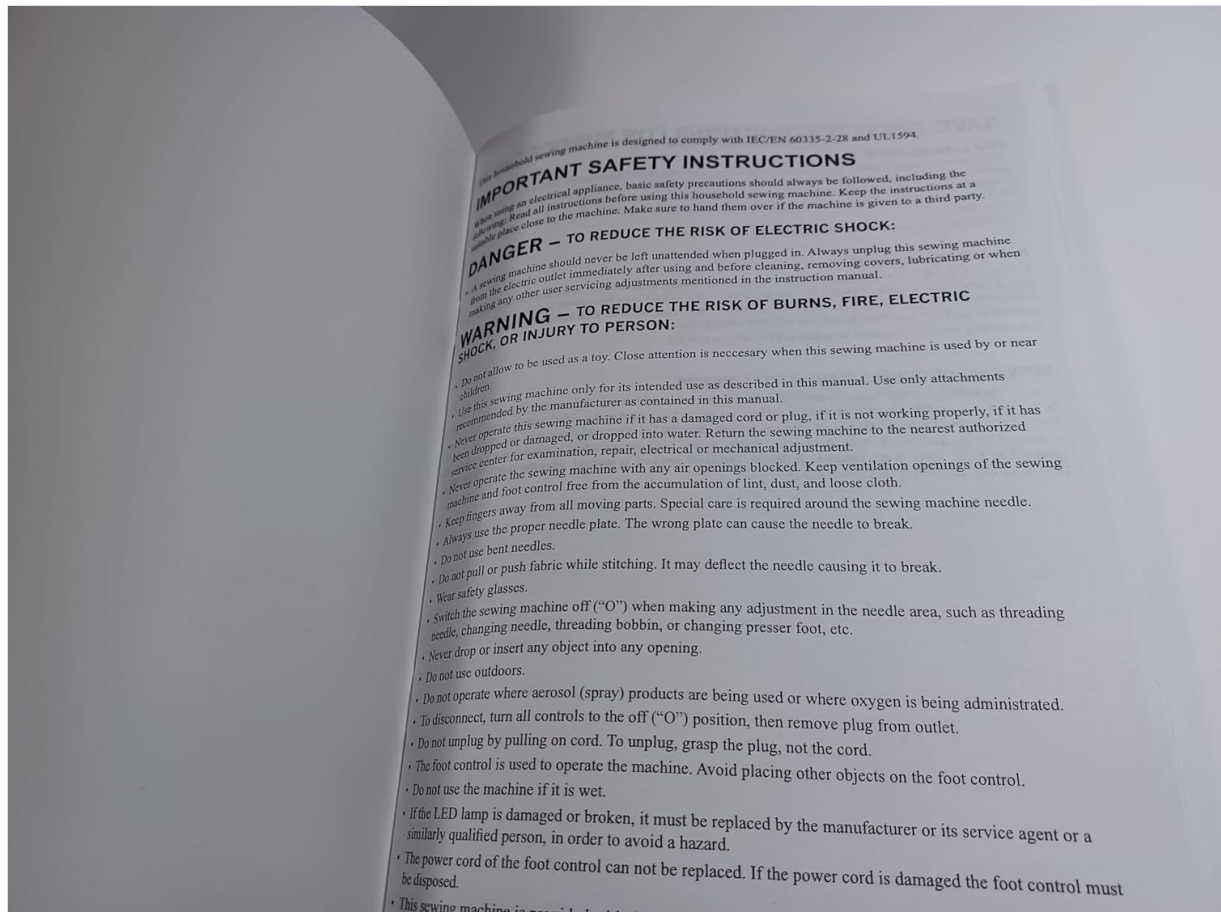 This household sewing machine is designed to comply with IEC/EN 60335-2-28 and UL1594.
IMPORTANT SAFETY INSTRUCTIONS
When using an electrical appliance, basic safety precautions should always be followed, including the
following: Read all instructions before using this household sewing machine. Keep the instructions at a
suitable place close to the machine. Make sure to hand them over if the machine is given to a third party.
DANGER – TO REDUCE THE RISK OF ELECTRIC SHOCK:
• A sewing machine should never be left unattended when plugged in. Always unplug this sewing machine
from the electric outlet immediately after using and before cleaning, removing covers, lubricating or when
making any other user servicing adjustments mentioned in the instruction manual.
WARNING – TO REDUCE THE RISK OF BURNS, FIRE, ELECTRIC
SHOCK, OR INJURY TO PERSON:
• Do not allow to be used as a toy. Close attention is neccesary when this sewing machine is used by or near
children.
• Use this sewing machine only for its intended use as described in this manual. Use only attachments
recommended by the manufacturer as contained in this manual.
• Never operate this sewing machine if it has a damaged cord or plug, if it is not working properly, if it has
been dropped or damaged, or dropped into water. Return the sewing machine to the nearest authorized
service center for examination, repair, electrical or mechanical adjustment.
• Never operate the sewing machine with any air openings blocked. Keep ventilation openings of the sewing
machine and foot control free from the accumulation of lint, dust, and loose cloth.
• Keep fingers away from all moving parts. Special care is required around the sewing machine needle.
• Always use the proper needle plate. The wrong plate can cause the needle to break.
• Do not use bent needles.
• Do not pull or push fabric while stitching. It may deflect the needle causing it to break.
• Wear safety glasses.
• Switch the sewing machine off (“O”) when making any adjustment in the needle area, such as threading
needle, changing needle, threading bobbin, or changing presser foot, etc.
• Never drop or insert any object into any opening.
• Do not use outdoors.
• Do not operate where aerosol (spray) products are being used or where oxygen is being administrated.
• To disconnect, turn all controls to the off (“O”) position, then remove plug from outlet.
• Do not unplug by pulling on cord. To unplug, grasp the plug, not the cord.
• The foot control is used to operate the machine. Avoid placing other objects on the foot control.
• Do not use the machine if it is wet.
• If the LED lamp is damaged or broken, it must be replaced by the manufacturer or its service agent or a
similarly qualified person, in order to avoid a hazard.
• The power cord of the foot control can not be replaced. If the power cord is damaged the foot control must
be disposed.
• This sewing machine is